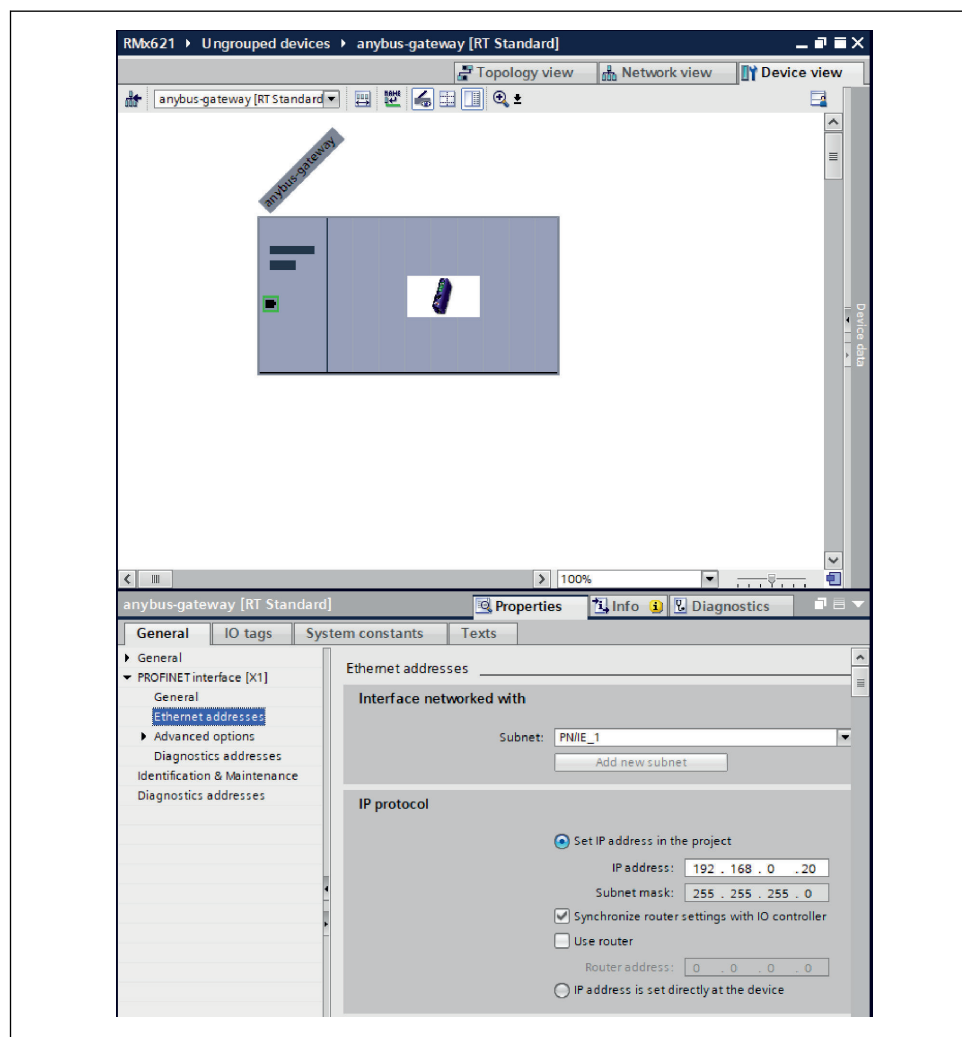 RMx621 ▸ Ungrouped devices ▸ anybus-gateway [RT Standard]
Topology view Network view Device view
anybus-gateway [RT Standard
anybus-gateway
Device data
100%
anybus-gateway [RT Standard]
Properties Info Diagnostics
General IO tags System constants Texts
General
PROFINET interface [X1]
General
Ethernet addresses
Advanced options
Diagnostics addresses
Identification & Maintenance
Diagnostics addresses
Ethernet addresses
Interface networked with
Subnet: PN/IE_1
Add new subnet
IP protocol
Set IP address in the project
IP address: 192 . 168 . 0 . 20
Subnet mask: 255 . 255 . 255 . 0
Synchronize router settings with IO controller
Use router
Router address: 0 . 0 . 0 . 0
IP address is set directly at the device